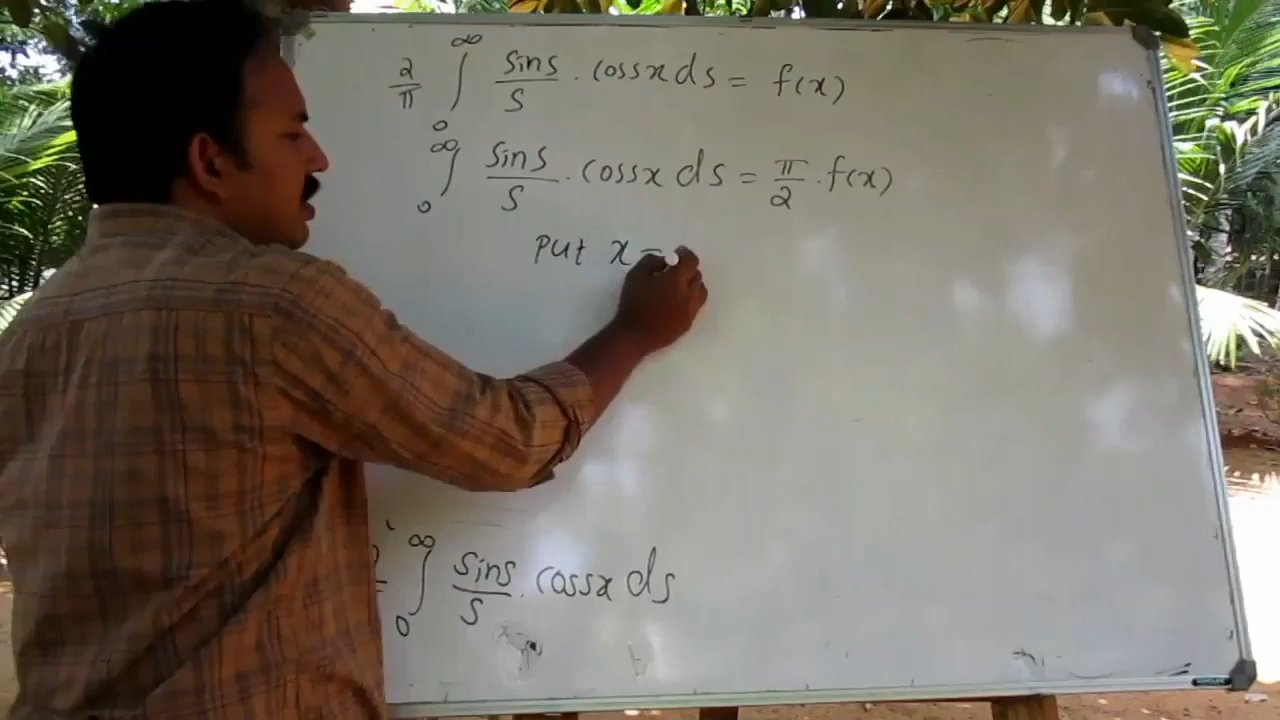 2/π ∫₀^∞ sins/s . cossx ds = f(x)
∫₀^∞ sins/s . cossx ds = π/2 . f(x)
Put x =
∫₀^∞ sins/s . cossx ds